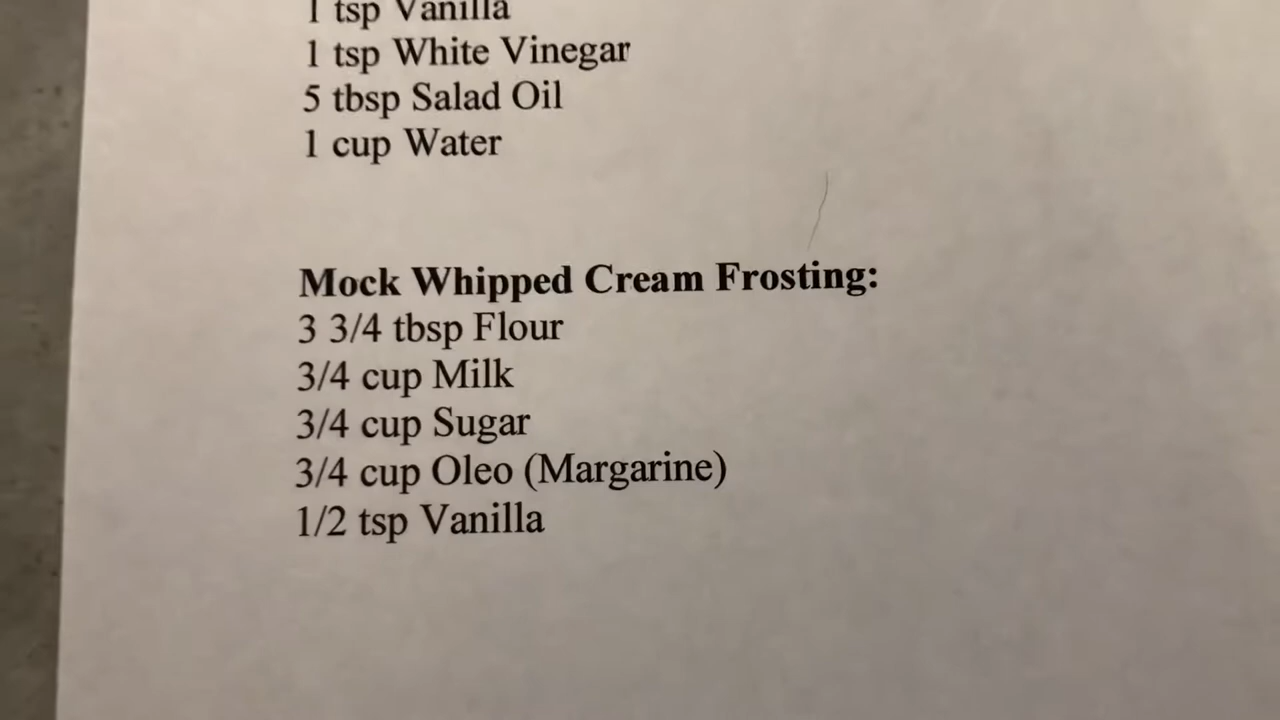 1 tsp Vanilla
1 tsp White Vinegar
5 tbsp Salad Oil
1 cup Water
Mock Whipped Cream Frosting:
3 3/4 tbsp Flour
3/4 cup Milk
3/4 cup Sugar
3/4 cup Oleo (Margarine)
1/2 tsp Vanilla